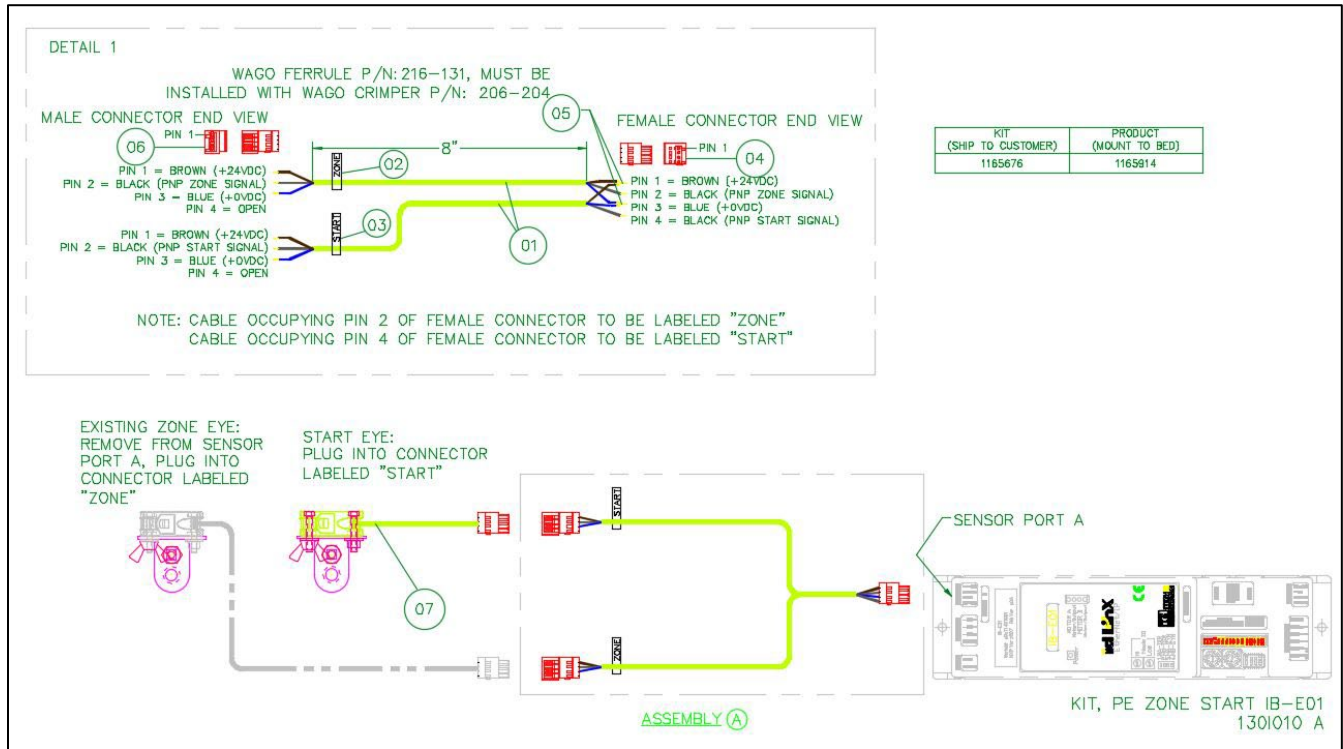 DETAIL 1
WAGO FERRULE P/N: 216-131, MUST BE
INSTALLED WITH WAGO CRIMPER P/N: 206-204
MALE CONNECTOR END VIEW
PIN 1
06
05
FEMALE CONNECTOR END VIEW
PIN 1
04
8"
ZONE
02
PIN 1 = BROWN (+24VDC)
PIN 2 = BLACK (PNP ZONE SIGNAL)
PIN 3 = BLUE (+0VDC)
PIN 4 = OPEN
PIN 1 = BROWN (+24VDC)
PIN 2 = BLACK (PNP ZONE SIGNAL)
PIN 3 = BLUE (+0VDC)
PIN 4 = BLACK (PNP START SIGNAL)
START
03
01
PIN 1 = BROWN (+24VDC)
PIN 2 = BLACK (PNP START SIGNAL)
PIN 3 = BLUE (+0VDC)
PIN 4 = OPEN
NOTE: CABLE OCCUPYING PIN 2 OF FEMALE CONNECTOR TO BE LABELED "ZONE"
CABLE OCCUPYING PIN 4 OF FEMALE CONNECTOR TO BE LABELED "START"
KIT PRODUCT
(SHIP TO CUSTOMER) (MOUNT TO BED)
1165676 1165914
EXISTING ZONE EYE:
REMOVE FROM SENSOR
PORT A, PLUG INTO
CONNECTOR LABELED
"ZONE"
START EYE:
PLUG INTO CONNECTOR
LABELED "START"
07
START
ZONE
ASSEMBLY A
SENSOR PORT A
IB-E01
CE
KIT, PE ZONE START IB-E01
130I010 A